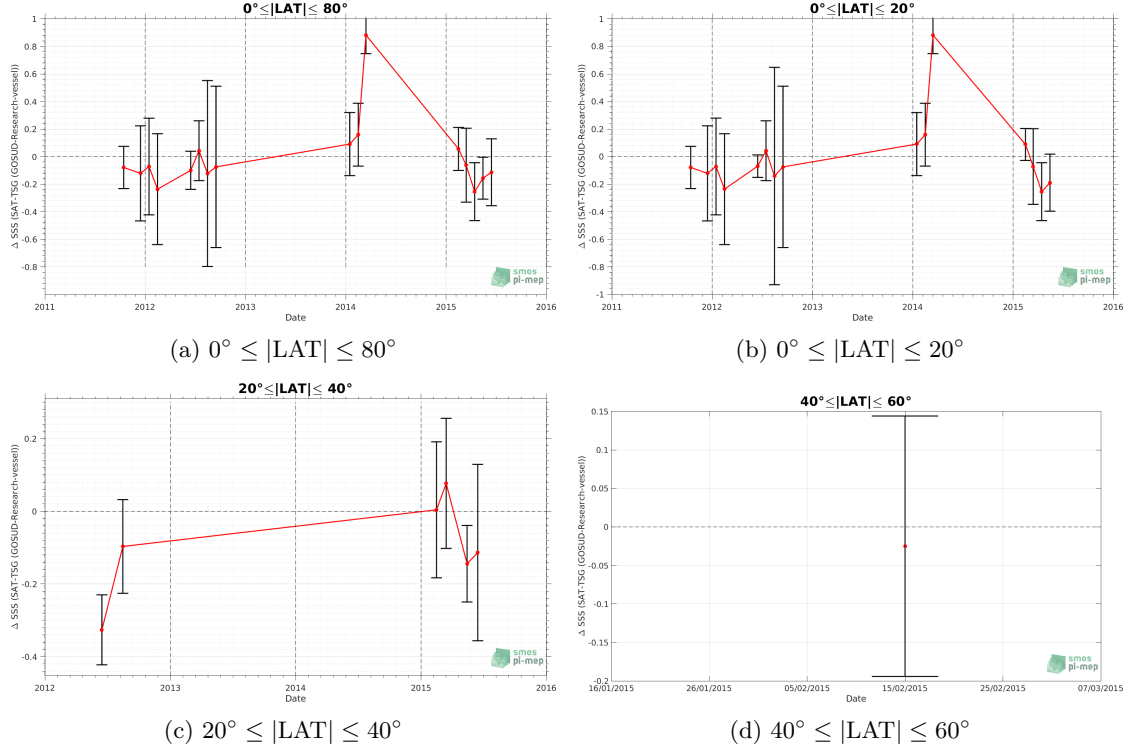 0°≤|LAT|≤ 80°
Δ SSS (SAT-TSG (GOSUD-Research-vessel))
1
0.8
0.6
0.4
0.2
0
-0.2
-0.4
-0.6
-0.8
2011 2012 2013 2014 2015 2016
Date
smos
pi-mep
(a) 0° ≤ |LAT| ≤ 80°
0°≤|LAT|≤ 20°
Δ SSS (SAT-TSG (GOSUD-Research-vessel))
1
0.8
0.6
0.4
0.2
0
-0.2
-0.4
-0.6
-0.8
-1
2011 2012 2013 2014 2015 2016
Date
smos
pi-mep
(b) 0° ≤ |LAT| ≤ 20°
20°≤|LAT|≤ 40°
Δ SSS (SAT-TSG (GOSUD-Research-vessel))
0.2
0
-0.2
-0.4
2012 2013 2014 2015 2016
Date
smos
pi-mep
(c) 20° ≤ |LAT| ≤ 40°
40°≤|LAT|≤ 60°
Δ SSS (SAT-TSG (GOSUD-Research-vessel))
0.15
0.1
0.05
0
-0.05
-0.1
-0.15
-0.2
16/01/2015 26/01/2015 05/02/2015 15/02/2015 25/02/2015 07/03/2015
Date
smos
pi-mep
(d) 40° ≤ |LAT| ≤ 60°